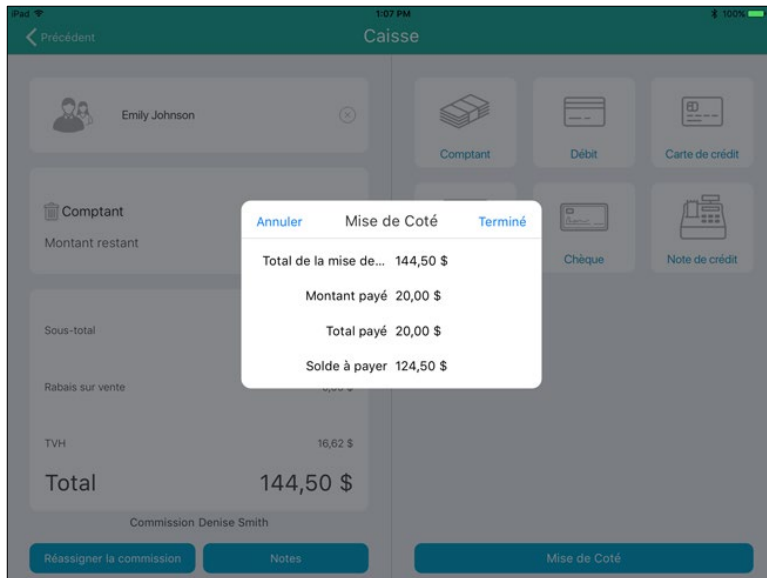 iPad 1:07 PM 100%
Précédent Caisse
Emily Johnson
Comptant Débit Carte de crédit
Comptant
Montant restant
Chèque Note de crédit
Annuler Mise de Coté Terminé
Total de la mise de... 144,50 $
Montant payé 20,00 $
Total payé 20,00 $
Solde à payer 124,50 $
Sous-total
Rabais sur vente
TVH 16,62 $
Total 144,50 $
Commission Denise Smith
Réassigner la commission Notes Mise de Coté